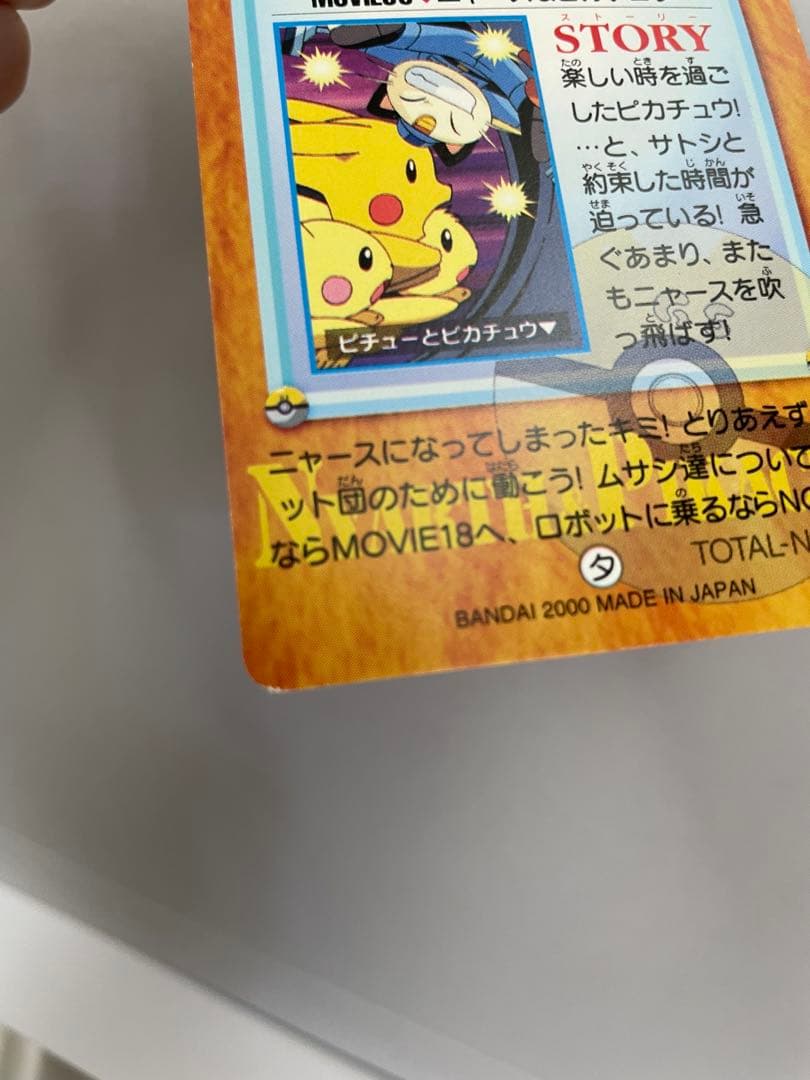 ストーリー
STORY
楽しい時を過ご
したピカチュウ!
…と、サトシと
約束した時間が
迫っている! 急
ぐあまり、また
もニャースを吹
っ飛ばす!
ピチューとピカチュウ▼
ニャースになってしまったキミ! とりあえず
ット団のために働こう! ムサシ達について
ならMOVIE18へ、ロボットに乗るならNO
タ
TOTAL-N
BANDAI 2000 MADE IN JAPAN